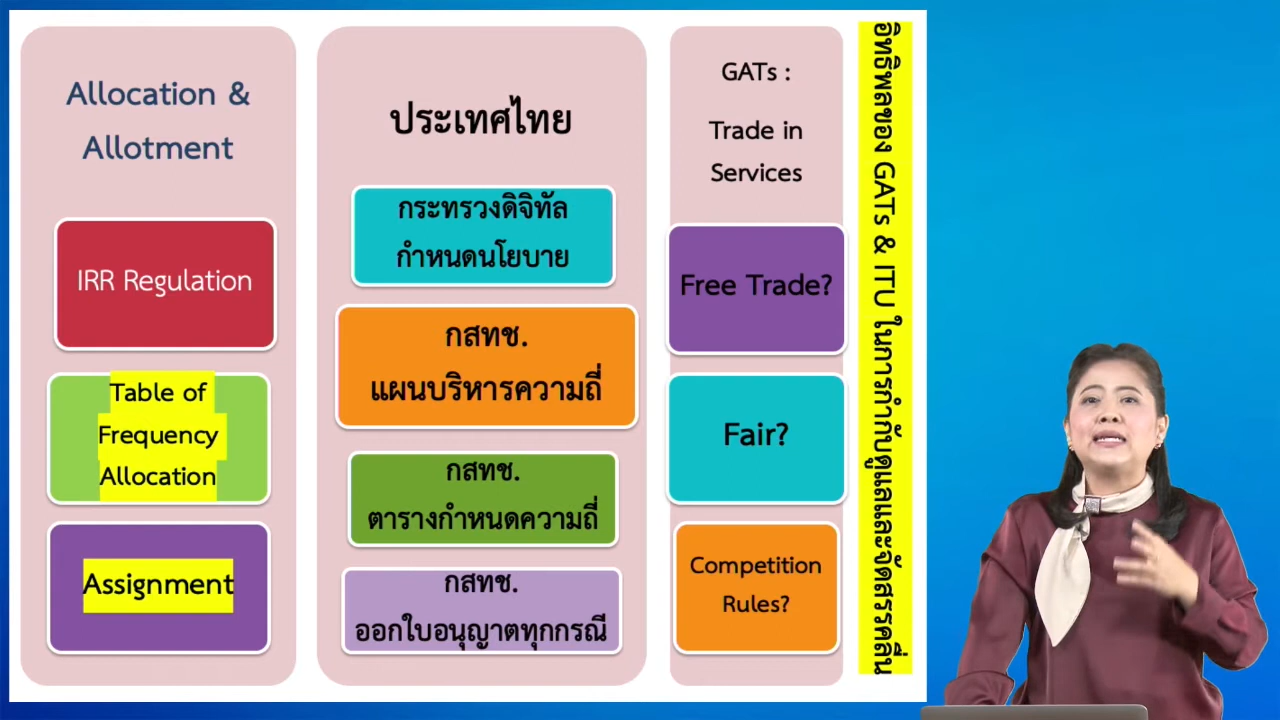 Allocation &
Allotment
IRR Regulation
Table of
Frequency
Allocation
Assignment
ประเทศไทย
กระทรวงดิจิทัล
กำหนดนโยบาย
กสทช.
แผนบริหารความถี่
กสทช.
ตารางกำหนดความถี่
กสทช.
ออกใบอนุญาตทุกกรณี
GATs :
Trade in
Services
Free Trade?
Fair?
Competition
Rules?
อิทธิพลของ GATs & ITU ในการกำกับดูแลและจัดสรรคลื่น